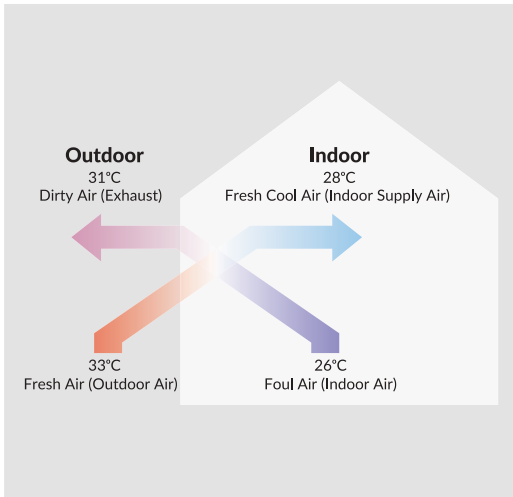 Outdoor
31°C
Dirty Air (Exhaust)
Indoor
28°C
Fresh Cool Air (Indoor Supply Air)
33°C
Fresh Air (Outdoor Air)
26°C
Foul Air (Indoor Air)